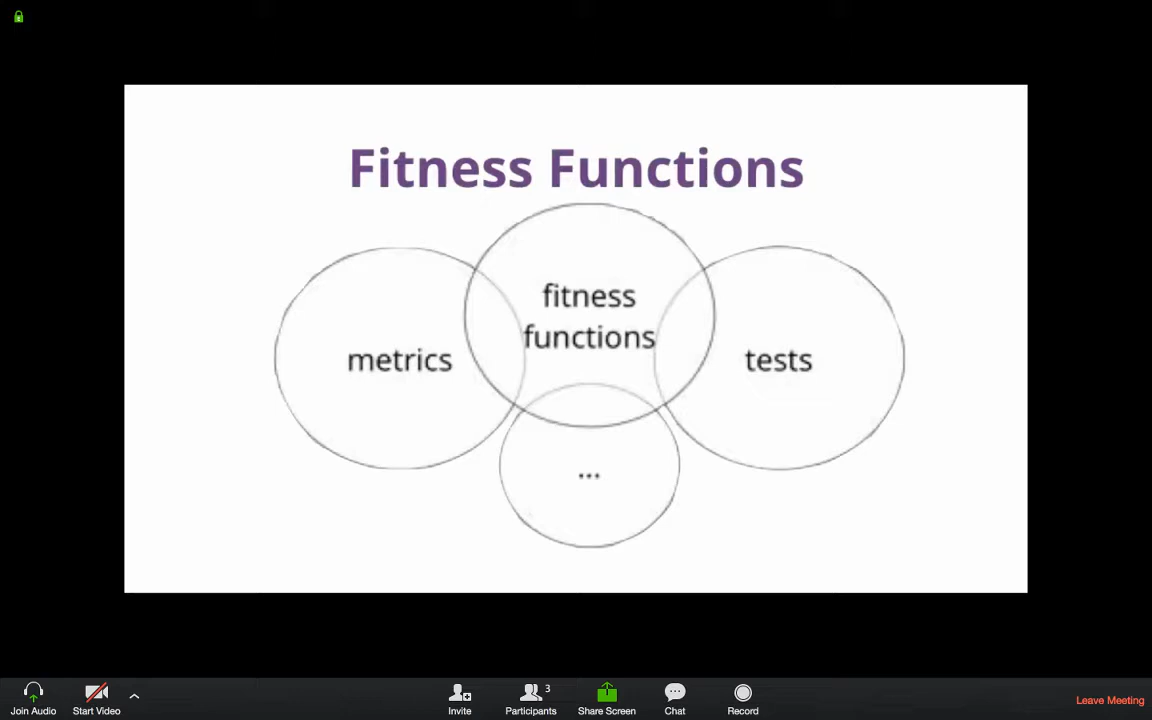 Fitness Functions
fitness
functions
metrics
tests
...
Join Audio
Start Video
Invite
Participants
3
Share Screen
Chat
Record
Leave Meeting